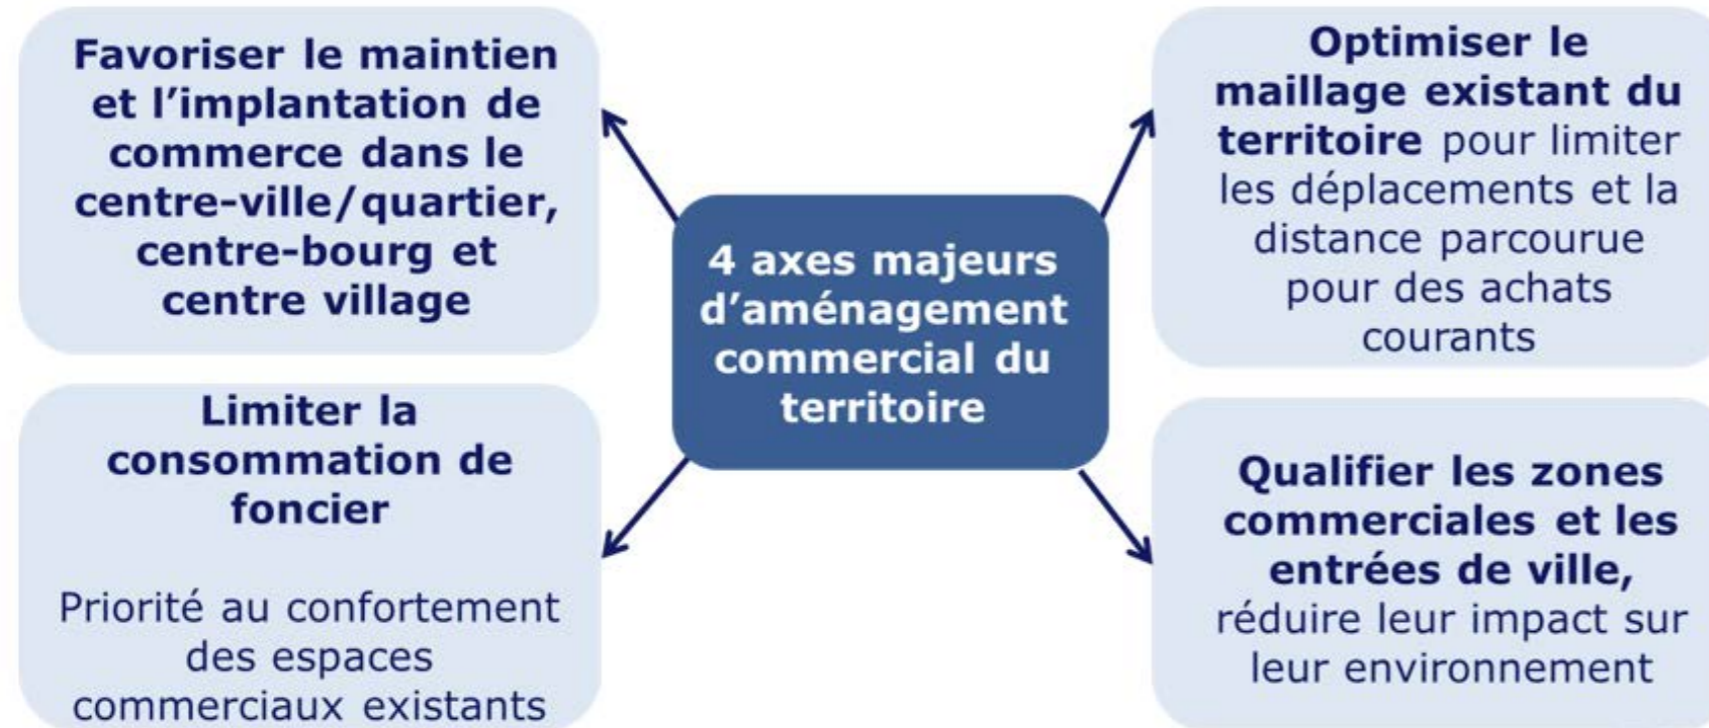 Favoriser le maintien
et l’implantation de
commerce dans le
centre-ville/quartier,
centre-bourg et
centre village
Optimiser le
maillage existant du
territoire pour limiter
les déplacements et la
distance parcourue
pour des achats
courants
4 axes majeurs
d’aménagement
commercial du
territoire
Limiter la
consommation de
foncier
Priorité au confortement
des espaces
commerciaux existants
Qualifier les zones
commerciales et les
entrées de ville,
réduire leur impact sur
leur environnement